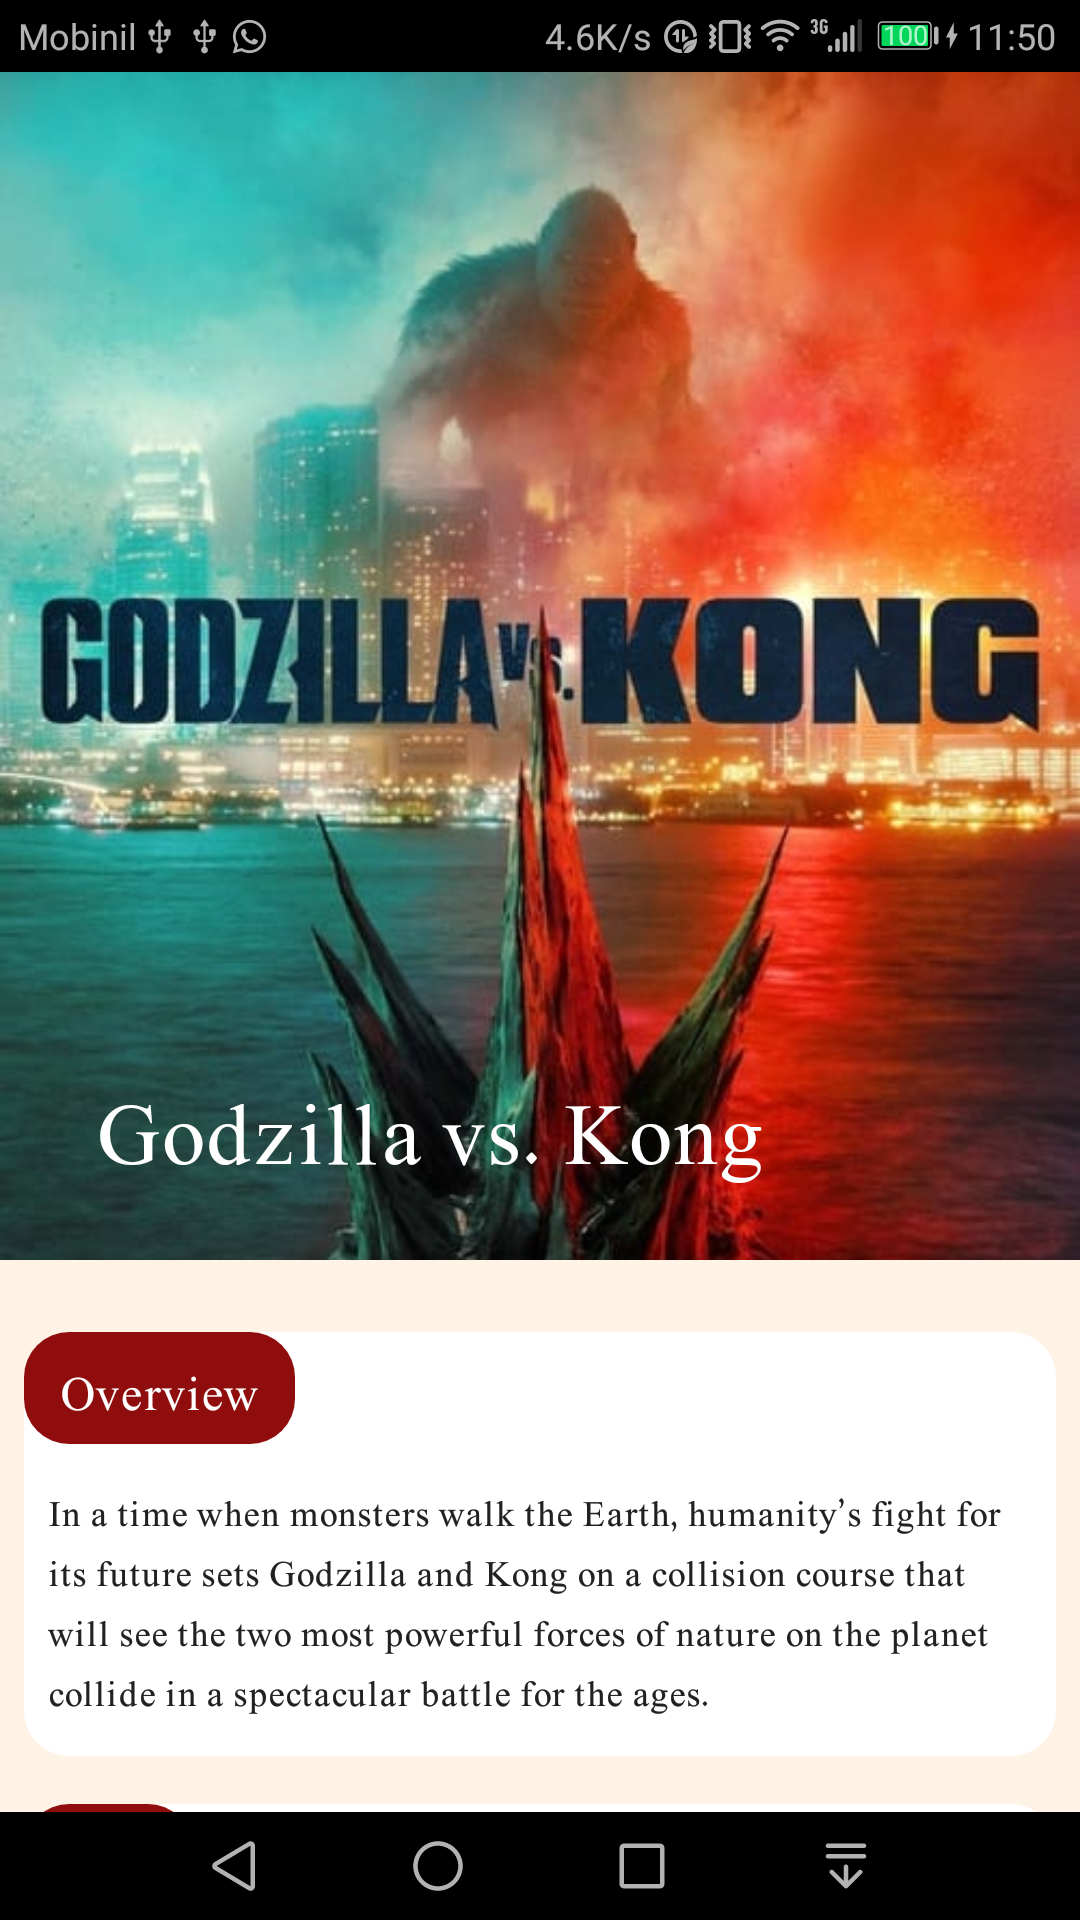 Mobinil 4.6K/s 3G 100 11:50
GODZILLA vs. KONG
Godzilla vs. Kong
Overview
In a time when monsters walk the Earth, humanity’s fight for
its future sets Godzilla and Kong on a collision course that
will see the two most powerful forces of nature on the planet
collide in a spectacular battle for the ages.